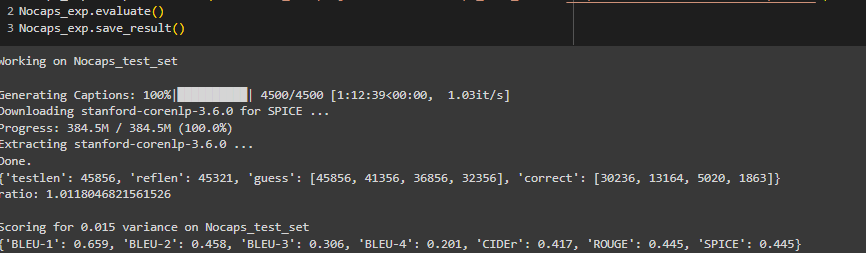 2 Nocaps_exp.evaluate()
3 Nocaps_exp.save_result()
Working on Nocaps_test_set
Generating Captions: 100%|██████████| 4500/4500 [1:12:39<00:00,  1.03it/s]
Downloading stanford-corenlp-3.6.0 for SPICE ...
Progress: 384.5M / 384.5M (100.0%)
Extracting stanford-corenlp-3.6.0 ...
Done.
{'testlen': 45856, 'reflen': 45321, 'guess': [45856, 41356, 36856, 32356], 'correct': [30236, 13164, 5020, 1863]}
ratio: 1.0118046821561526
Scoring for 0.015 variance on Nocaps_test_set
{'BLEU-1': 0.659, 'BLEU-2': 0.458, 'BLEU-3': 0.306, 'BLEU-4': 0.201, 'CIDEr': 0.417, 'ROUGE': 0.445, 'SPICE': 0.445}